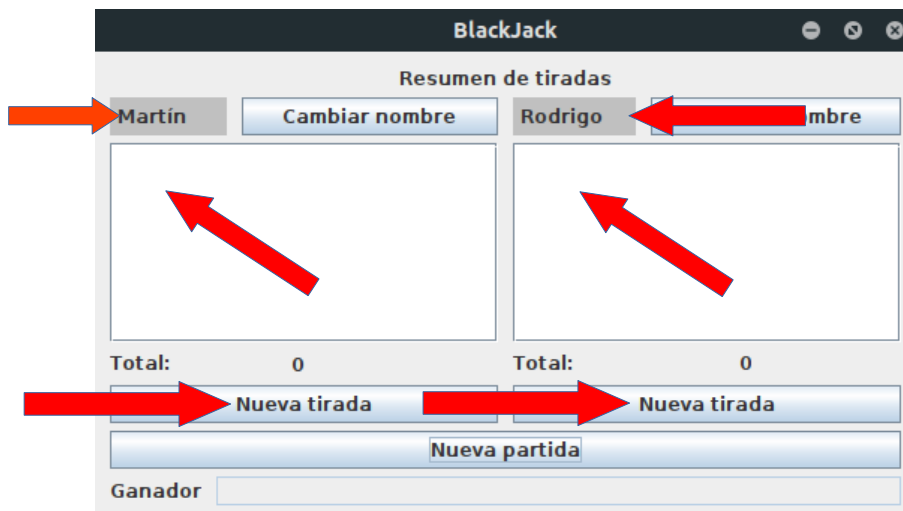 BlackJack
Resumen de tiradas
Martín Cambiar nombre Rodrigo mbre
Total: 0 Total: 0
Nueva tirada Nueva tirada
Nueva partida
Ganador